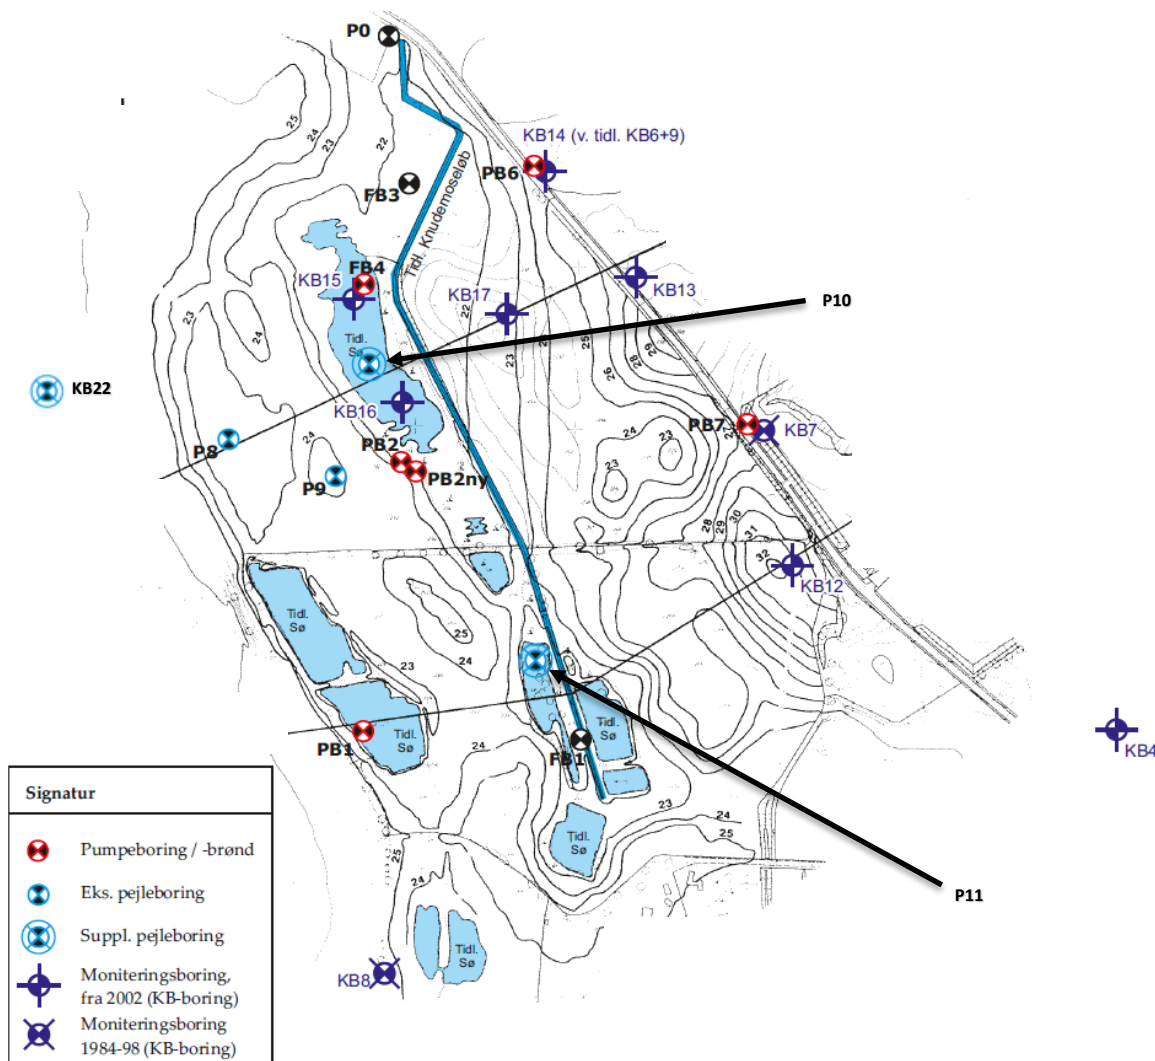 P0
25
24
23
22
KB14 (v. tidl. KB6+9)
PB6
FB3
Tidl. Knudemoseløb
FB4
KB15
KB17
KB13
P10
22
23
25
26
28
29
23
24
Tidl.
Sø
KB22
KB16
P8
24
P9
PB2
PB2ny
24
23
23
PB7
KB7
28
29
30
31
32
KB12
Tidl.
Sø
25
24
23
Tidl.
Sø
PB1
Tidl.
Sø
FB1
KB4
24
23
24
25
Tidl.
Sø
P11
25
24
Tidl.
Sø
KB8
Signatur
Pumpeboring / -brønd
Eks. pejleboring
Suppl. pejleboring
Moniteringsboring,
fra 2002 (KB-boring)
Moniteringsboring
1984-98 (KB-boring)